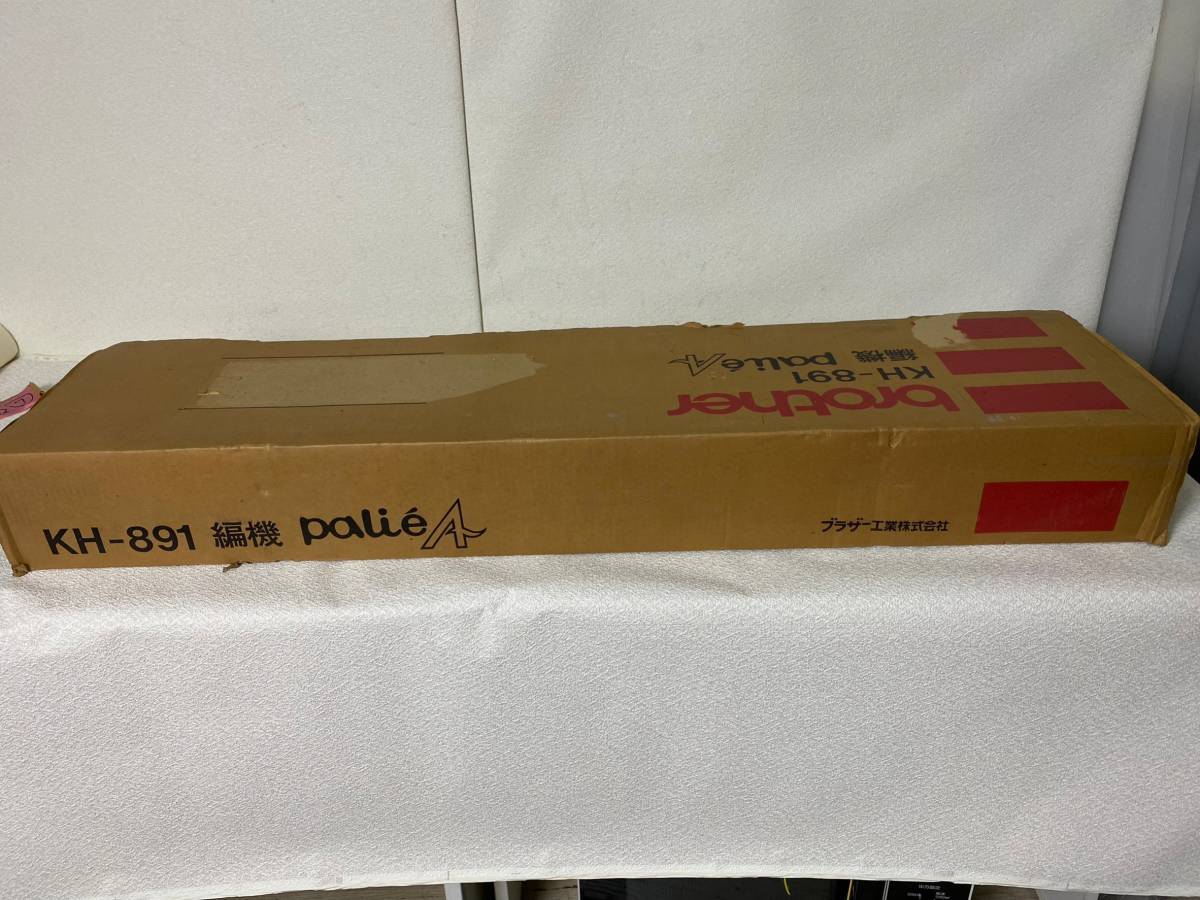 brother
KH-891
編機 palié A
KH-891 編機 palié A
ブラザー工業株式会社